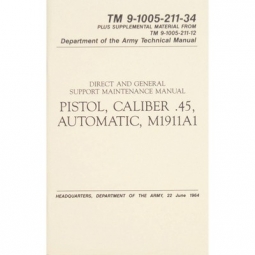 TM 9-1005-211-34
PLUS SUPPLEMENTAL MATERIAL FROM
TM 9-1005-211-12
Department of the Army Technical Manual
DIRECT AND GENERAL
SUPPORT MAINTENANCE MANUAL
PISTOL, CALIBER .45,
AUTOMATIC, M1911A1
HEADQUARTERS, DEPARTMENT OF THE ARMY, 22 June 1964